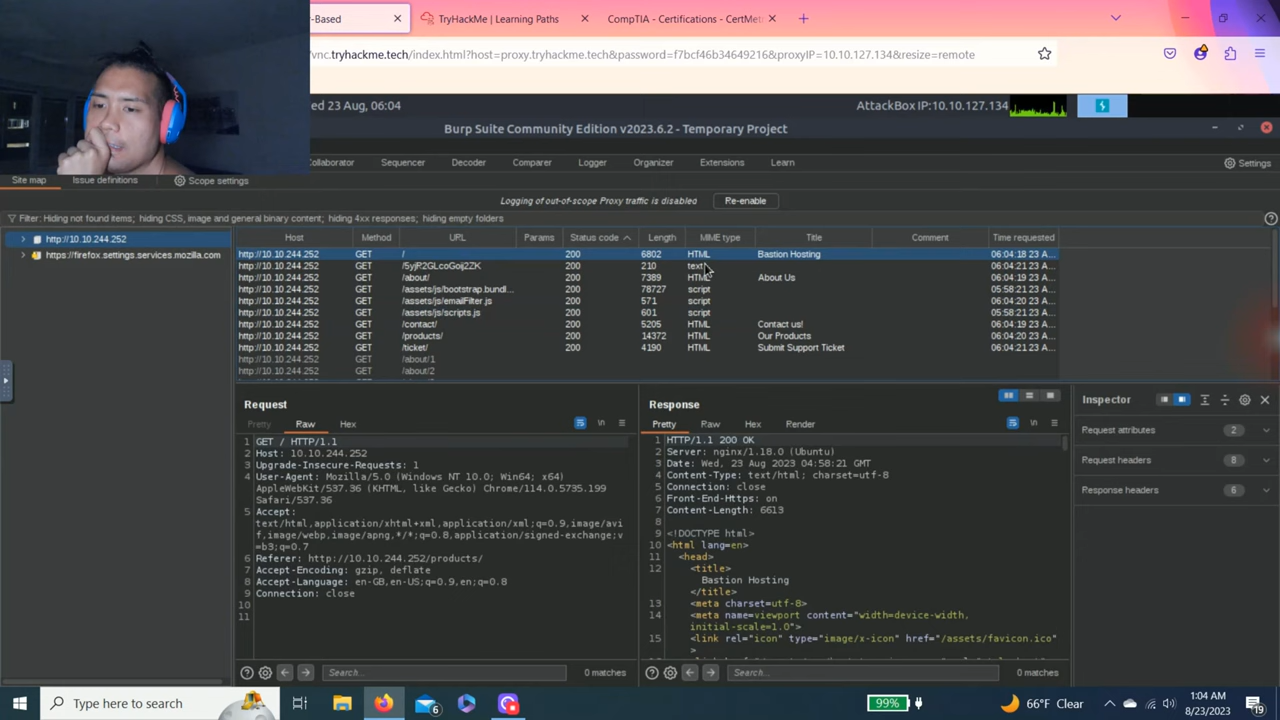 -Based
TryHackMe | Learning Paths
CompTIA - Certifications - CertMet
vnc.tryhackme.tech/index.html?host=proxy.tryhackme.tech&password=f7bcf46b34649216&proxyIP=10.10.127.134&resize=remote
ed 23 Aug, 06:04
AttackBox IP:10.10.127.134
Burp Suite Community Edition v2023.6.2 - Temporary Project
Collaborator Sequencer Decoder Comparer Logger Organizer Extensions Learn Settings
Site map Issue definitions Scope settings
Logging of out-of-scope Proxy traffic is disabled Re-enable
Filter: Hiding not found items; hiding CSS, image and general binary content; hiding 4xx responses; hiding empty folders
http://10.10.244.252
https://firefox.settings.services.mozilla.com
Host Method URL Params Status code Length MIME type Title Comment Time requested
http://10.10.244.252 GET / 200 6802 HTML Bastion Hosting 06:04:18 23 A...
http://10.10.244.252 GET /5yjR2GLcoGoij2ZK 200 210 text 06:04:19 23 A...
http://10.10.244.252 GET /about/ 200 7389 HTML About Us 06:04:19 23 A...
http://10.10.244.252 GET /assets/js/bootstrap.bundl... 200 78727 script 05:58:21 23 A...
http://10.10.244.252 GET /assets/js/emailFilter.js 200 571 script 06:04:20 23 A...
http://10.10.244.252 GET /assets/js/scripts.js 200 601 script 05:58:21 23 A...
http://10.10.244.252 GET /contact/ 200 5205 HTML Contact us! 06:04:19 23 A...
http://10.10.244.252 GET /products/ 200 14372 HTML Our Products 06:04:20 23 A...
http://10.10.244.252 GET /ticket/ 200 4190 HTML Submit Support Ticket 06:04:21 23 A...
http://10.10.244.252 GET /about/1
http://10.10.244.252 GET /about/2
Request
Pretty Raw Hex
\n
1 GET / HTTP/1.1
2 Host: 10.10.244.252
3 Upgrade-Insecure-Requests: 1
4 User-Agent: Mozilla/5.0 (Windows NT 10.0; Win64; x64)
AppleWebKit/537.36 (KHTML, like Gecko) Chrome/114.0.5735.199
Safari/537.36
5 Accept:
text/html,application/xhtml+xml,application/xml;q=0.9,image/avi
f,image/webp,image/apng,*/*;q=0.8,application/signed-exchange;v
=b3;q=0.7
6 Referer: http://10.10.244.252/products/
7 Accept-Encoding: gzip, deflate
8 Accept-Language: en-GB,en-US;q=0.9,en;q=0.8
9 Connection: close
10
11
Search...
0 matches
Response
Pretty Raw Hex Render
\n
1 HTTP/1.1 200 OK
2 Server: nginx/1.18.0 (Ubuntu)
3 Date: Wed, 23 Aug 2023 04:58:21 GMT
4 Content-Type: text/html; charset=utf-8
5 Connection: close
6 Front-End-Https: on
7 Content-Length: 6613
8
9 <!DOCTYPE html>
10 <html lang=en>
11 <head>
12 <title>
Bastion Hosting
</title>
13 <meta charset=utf-8>
14 <meta name=viewport content="width=device-width,
initial-scale=1.0">
15 <link rel="icon" type="image/x-icon" href="/assets/favicon.ico"
>
Search...
0 matches
Inspector
Request attributes 2
Request headers 8
Response headers 6
Type here to search
6
99%
66°F Clear
1:04 AM
8/23/2023
19